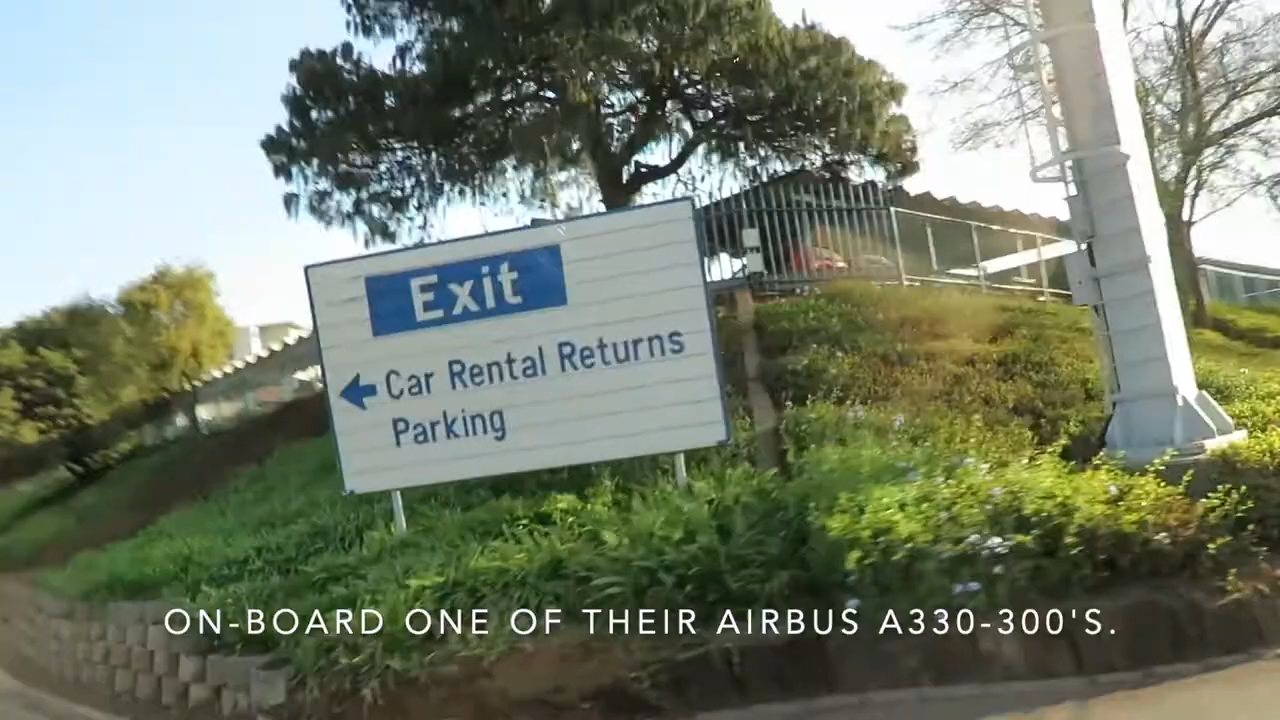 Exit
Car Rental Returns
Parking
ON-BOARD ONE OF THEIR AIRBUS A330-300'S.